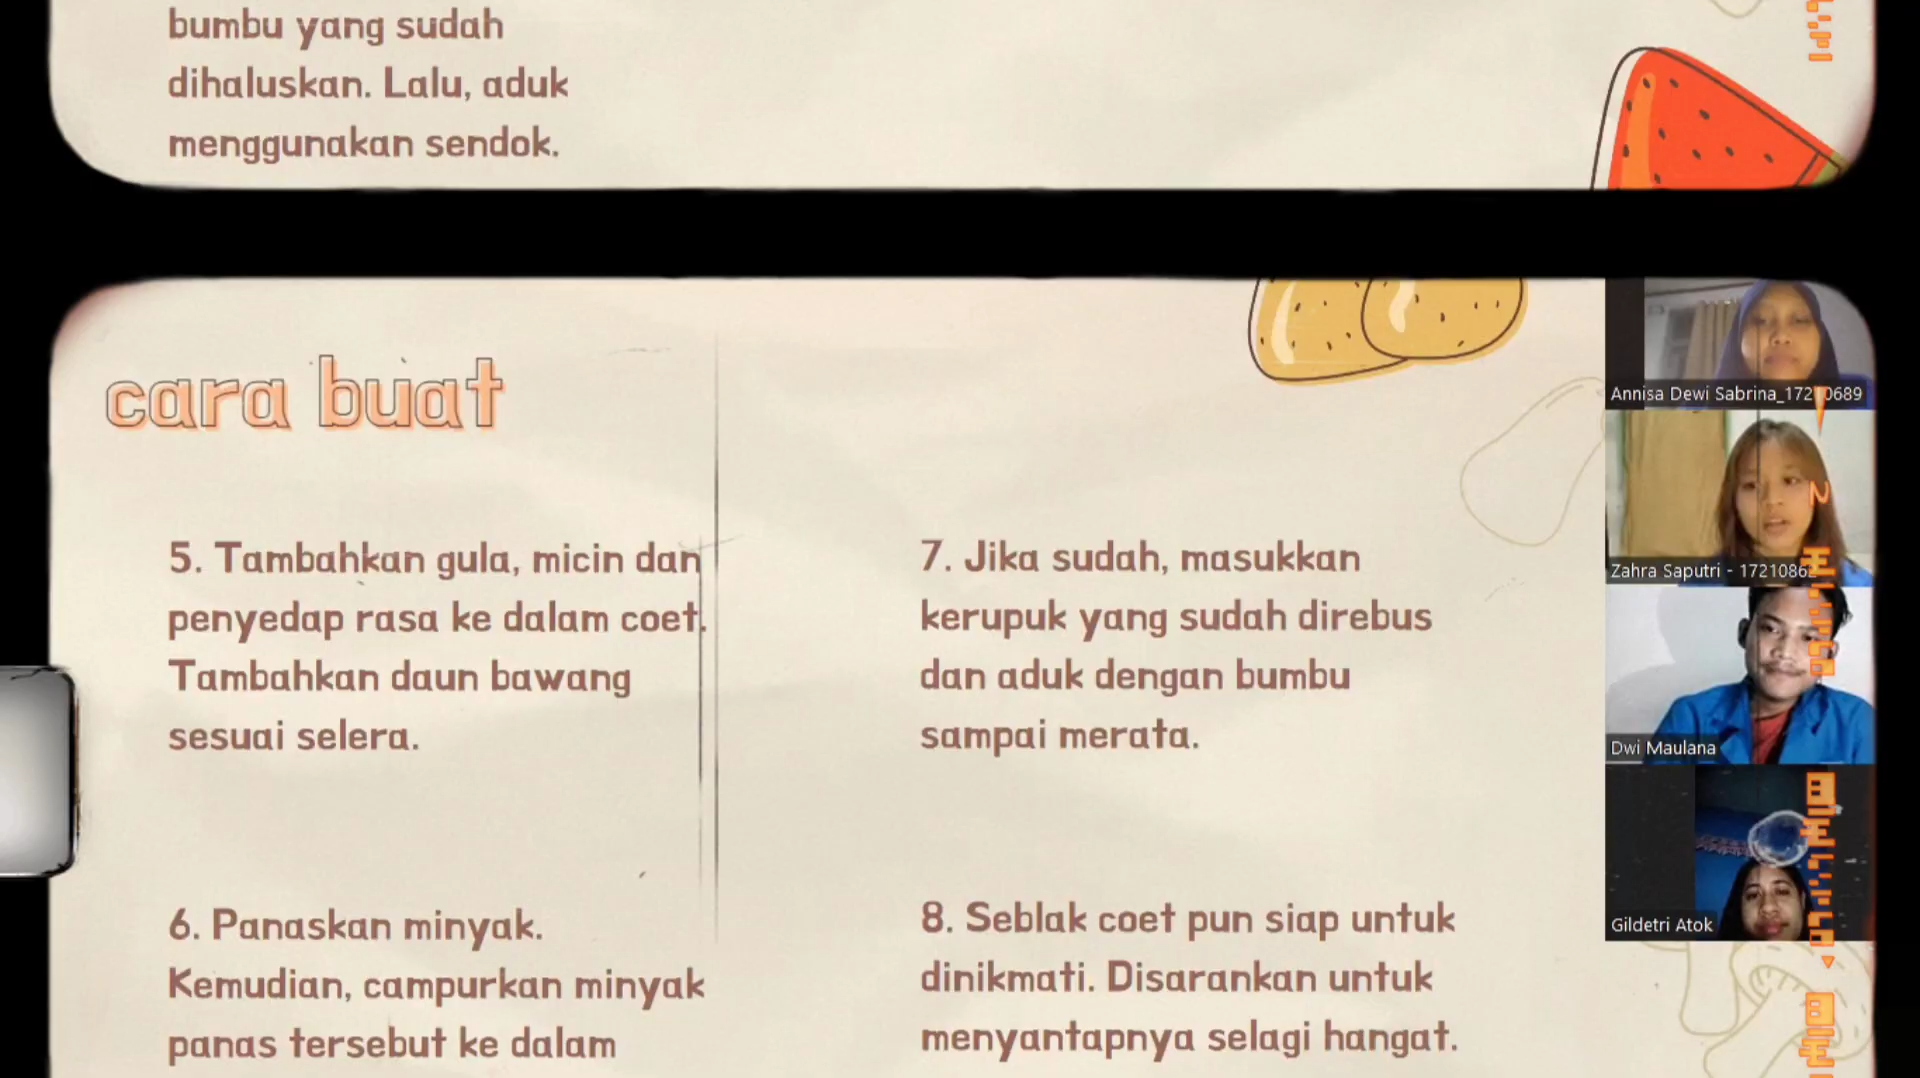 bumbu yang sudah
dihaluskan. Lalu, aduk
menggunakan sendok.
cara buat
5. Tambahkan gula, micin dan
penyedap rasa ke dalam coet.
Tambahkan daun bawang
sesuai selera.
6. Panaskan minyak.
Kemudian, campurkan minyak
panas tersebut ke dalam
7. Jika sudah, masukkan
kerupuk yang sudah direbus
dan aduk dengan bumbu
sampai merata.
8. Seblak coet pun siap untuk
dinikmati. Disarankan untuk
menyantapnya selagi hangat.
Annisa Dewi Sabrina_17210689
Zahra Saputri -
Dwi Maulana
Gildetri Atok